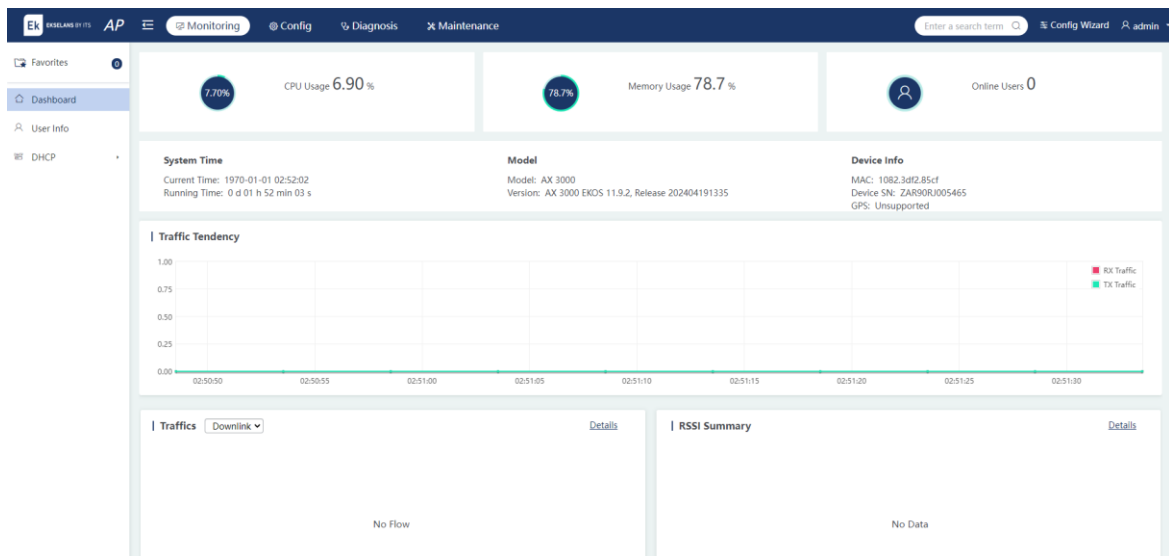 Ek EKSELANS BY ITS AP Monitoring Config Diagnosis Maintenance Enter a search term Config Wizard admin
Favorites 0
Dashboard
User Info
DHCP
7.70% CPU Usage 6.90 %
78.7% Memory Usage 78.7 %
Online Users 0
System Time
Current Time: 1970-01-01 02:52:02
Running Time: 0 d 01 h 52 min 03 s
Model
Model: AX 3000
Version: AX 3000 EKOS 11.9.2, Release 202404191335
Device Info
MAC: 1082.3df2.85cf
Device SN: ZAR90RJ005465
GPS: Unsupported
Traffic Tendency
RX Traffic
TX Traffic
1.00
0.75
0.50
0.25
0.00
02:50:50 02:50:55 02:51:00 02:51:05 02:51:10 02:51:15 02:51:20 02:51:25 02:51:30
Traffics Downlink Details
No Flow
RSSI Summary Details
No Data